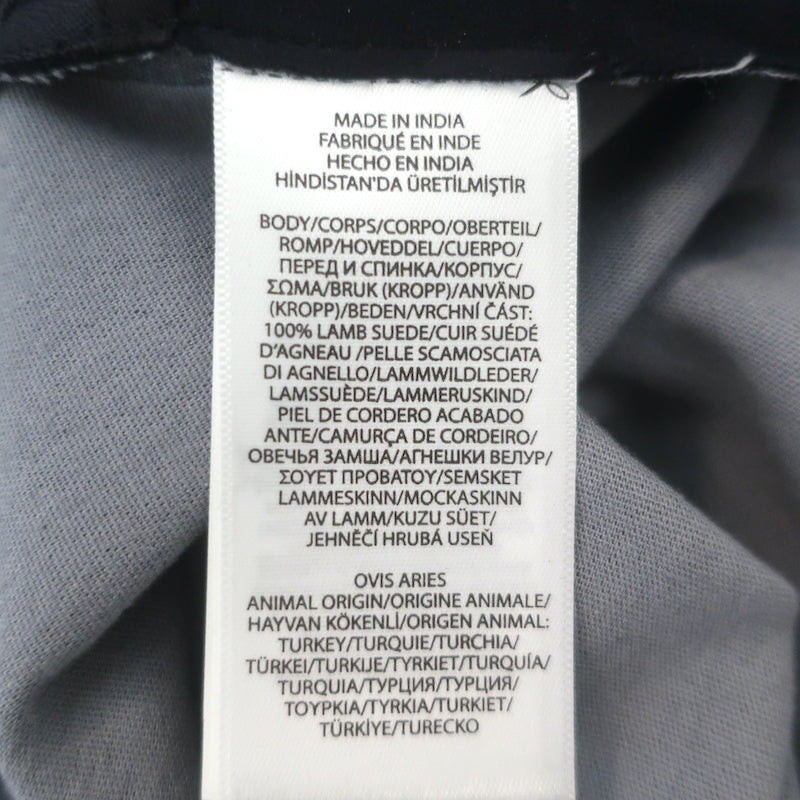 MADE IN INDIA
FABRIQUÉ EN INDE
HECHO EN INDIA
HİNDİSTAN'DA ÜRETİLMİŞTİR
BODY/CORPS/CORPO/OBERTEIL/
ROMP/HOVEDDEL/CUERPO/
ПЕРЕД И СПИНКА/КОРПУС/
ΣΩΜΑ/BRUK (KROPP)/ANVÄND
(KROPP)/BEDEN/VRCHNÍ ČÁST:
100% LAMB SUEDE/CUIR SUÉDÉ
D'AGNEAU /PELLE SCAMOSCIATA
DI AGNELLO/LAMMWILDLEDER/
LAMSSUÈDE/LAMMERUSKIND/
PIEL DE CORDERO ACABADO
ANTE/CAMURÇA DE CORDEIRO/
ОВЕЧЬЯ ЗАМША/АГНЕШКИ ВЕЛУР/
ΣΟΥΕΤ ΠΡΟΒΑΤΟΥ/SEMSKET
LAMMESKINN/MOCKASKINN
AV LAMM/KUZU SÜET/
JEHNĚČÍ HRUBÁ USEŇ
OVIS ARIES
ANIMAL ORIGIN/ORIGINE ANIMALE/
HAYVAN KÖKENLİ/ORIGEN ANIMAL:
TURKEY/TURQUIE/TURCHIA/
TÜRKEI/TURKIJE/TYRKIET/TURQUÍA/
TURQUIA/ТУРЦИЯ/ТУРЦИЯ/
ΤΟΥΡΚΙΑ/TYRKIA/TURKIET/
TÜRKİYE/TURECKO